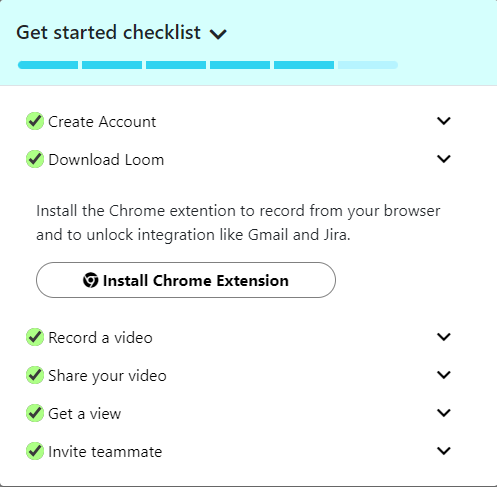 Get started checklist
Create Account
Download Loom
Install the Chrome extention to record from your browser
and to unlock integration like Gmail and Jira.
Install Chrome Extension
Record a video
Share your video
Get a view
Invite teammate